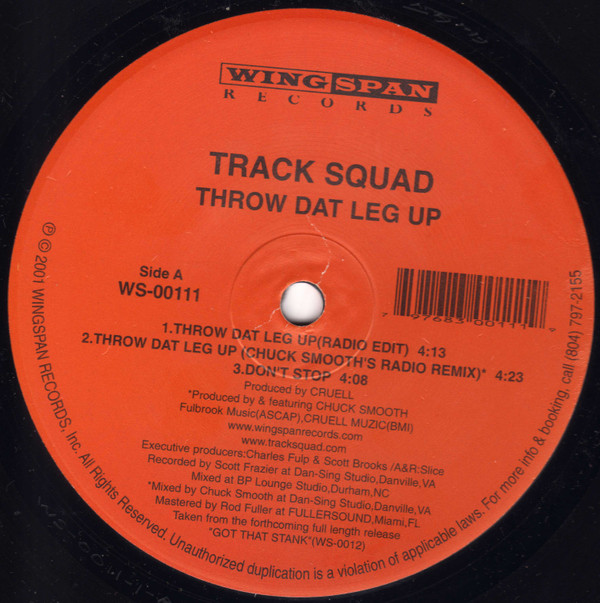 WINGSPAN
RECORDS
TRACK SQUAD
THROW DAT LEG UP
Side A
WS-00111
7 97683 00111
1.THROW DAT LEG UP(RADIO EDIT) 4:13
2.THROW DAT LEG UP (CHUCK SMOOTH'S RADIO REMIX)* 4:23
3.DON'T STOP 4:08
Produced by CRUELL
*Produced by & featuring CHUCK SMOOTH
Fulbrook Music(ASCAP),CRUELL MUZIC(BMI)
www.wingspanrecords.com
www.tracksquad.com
Executive producers:Charles Fulp & Scott Brooks /A&R:Slice
Recorded by Scott Frazier at Dan-Sing Studio,Danville,VA
Mixed at BP Lounge Studio,Durham,NC
*Mixed by Chuck Smooth at Dan-Sing Studio,Danville,VA
Mastered by Rod Fuller at FULLERSOUND,Miami,FL
Taken from the forthcoming full length release
"GOT THAT STANK"(WS-0012)
℗ © 2001 WINGSPAN RECORDS, Inc. All Rights Reserved. Unauthorized duplication is a violation of applicable laws. For more info & booking, call (804) 797-2155